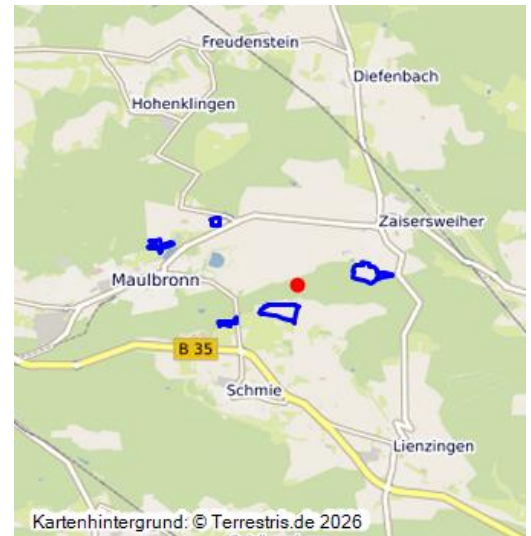 Freudenstein
Diefenbach
Hohenklingen
Zaisersweiher
Maulbronn
B 35
Schmie
Lienzingen
Kartenhintergrund: © Terrestris.de 2026